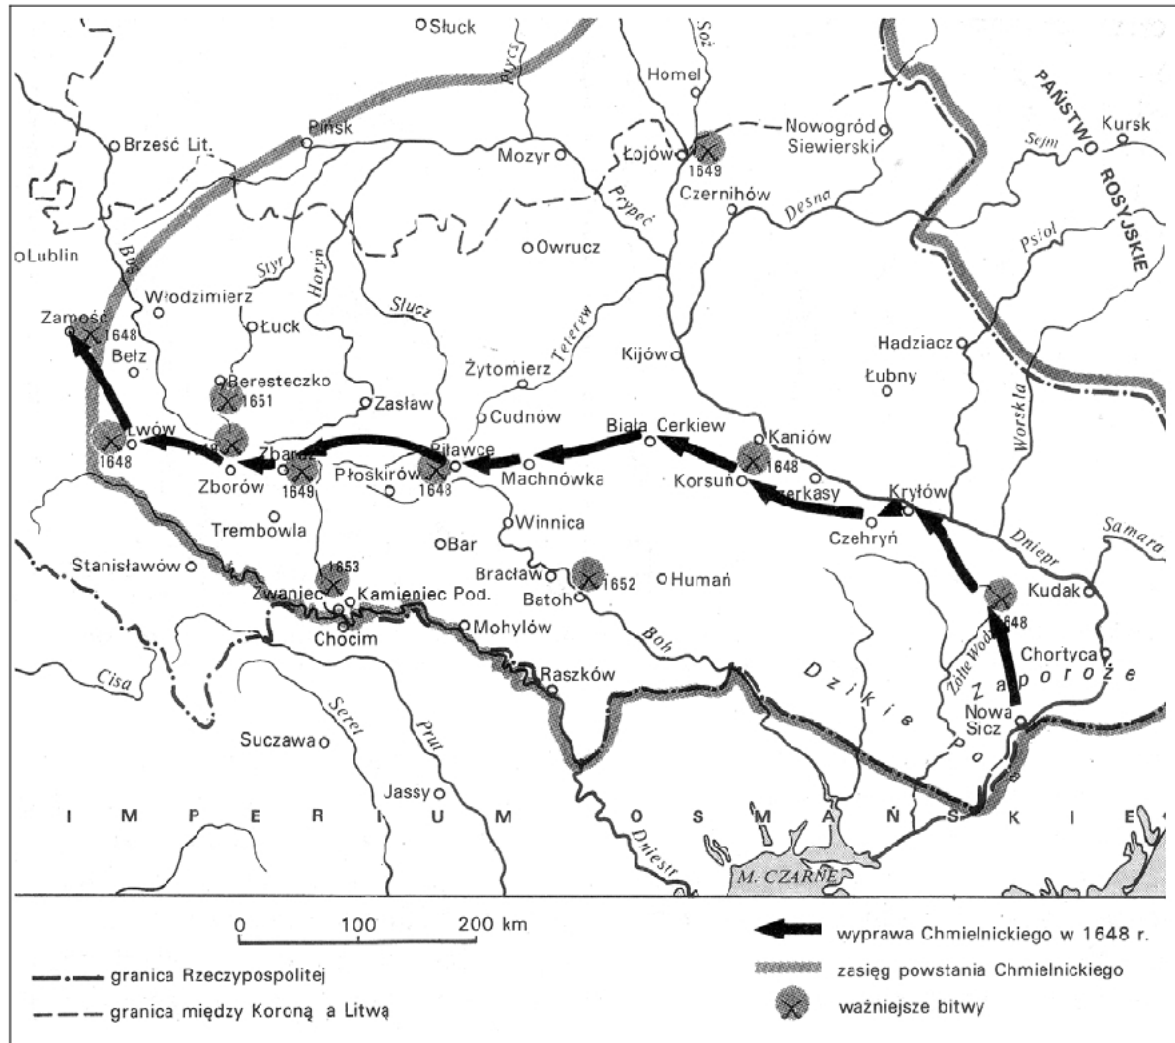 Słuck
Prycs
Soż
Homel
PAŃSTWO
ROSYJSKIE
Kursk
Sejm
Brześć Lit.
Pińsk
Mozyr
Łojów
1649
Nowogród
Siewierski
Czernihów
Desna
Prypeć
Psioł
Lublin
Bug
Styr
Horyń
Owrucz
Włodzimierz
Słucz
Teterew
Zamość
1648
Łuck
Bełz
Kijów
Hadziacz
Beresteczko
1651
Żytomierz
Łubny
Zasław
Cudnów
Worskla
Lwów
1648
Biała Cerkiew
Kaniów
1648
Zbaraż
Piławce
Zborów
1649
Płoskirów
1648
Machnówka
Korsuń
Czerkasy
Kryłów
Trembowla
Winnica
Czehryń
Dniepr
Samara
Bar
Stanisławów
1653
Bracław
1652
Humań
Kudak
Żwaniec
Kamieniec Pod.
Batoh
1648
Chocim
Mohylów
Boh
Żółte Wody
Chortyca
Cisa
Raszków
Dzikie Po
Zaporoże
Nowa
Sicz
Seret
Prut
Suczawa
Jassy
IMPERIUM OSMAŃSKIE
Dniestr
M. CZARNE
0 100 200 km
granica Rzeczypospolitej
granica między Koroną a Litwą
wyprawa Chmielnickiego w 1648 r.
zasięg powstania Chmielnickiego
ważniejsze bitwy